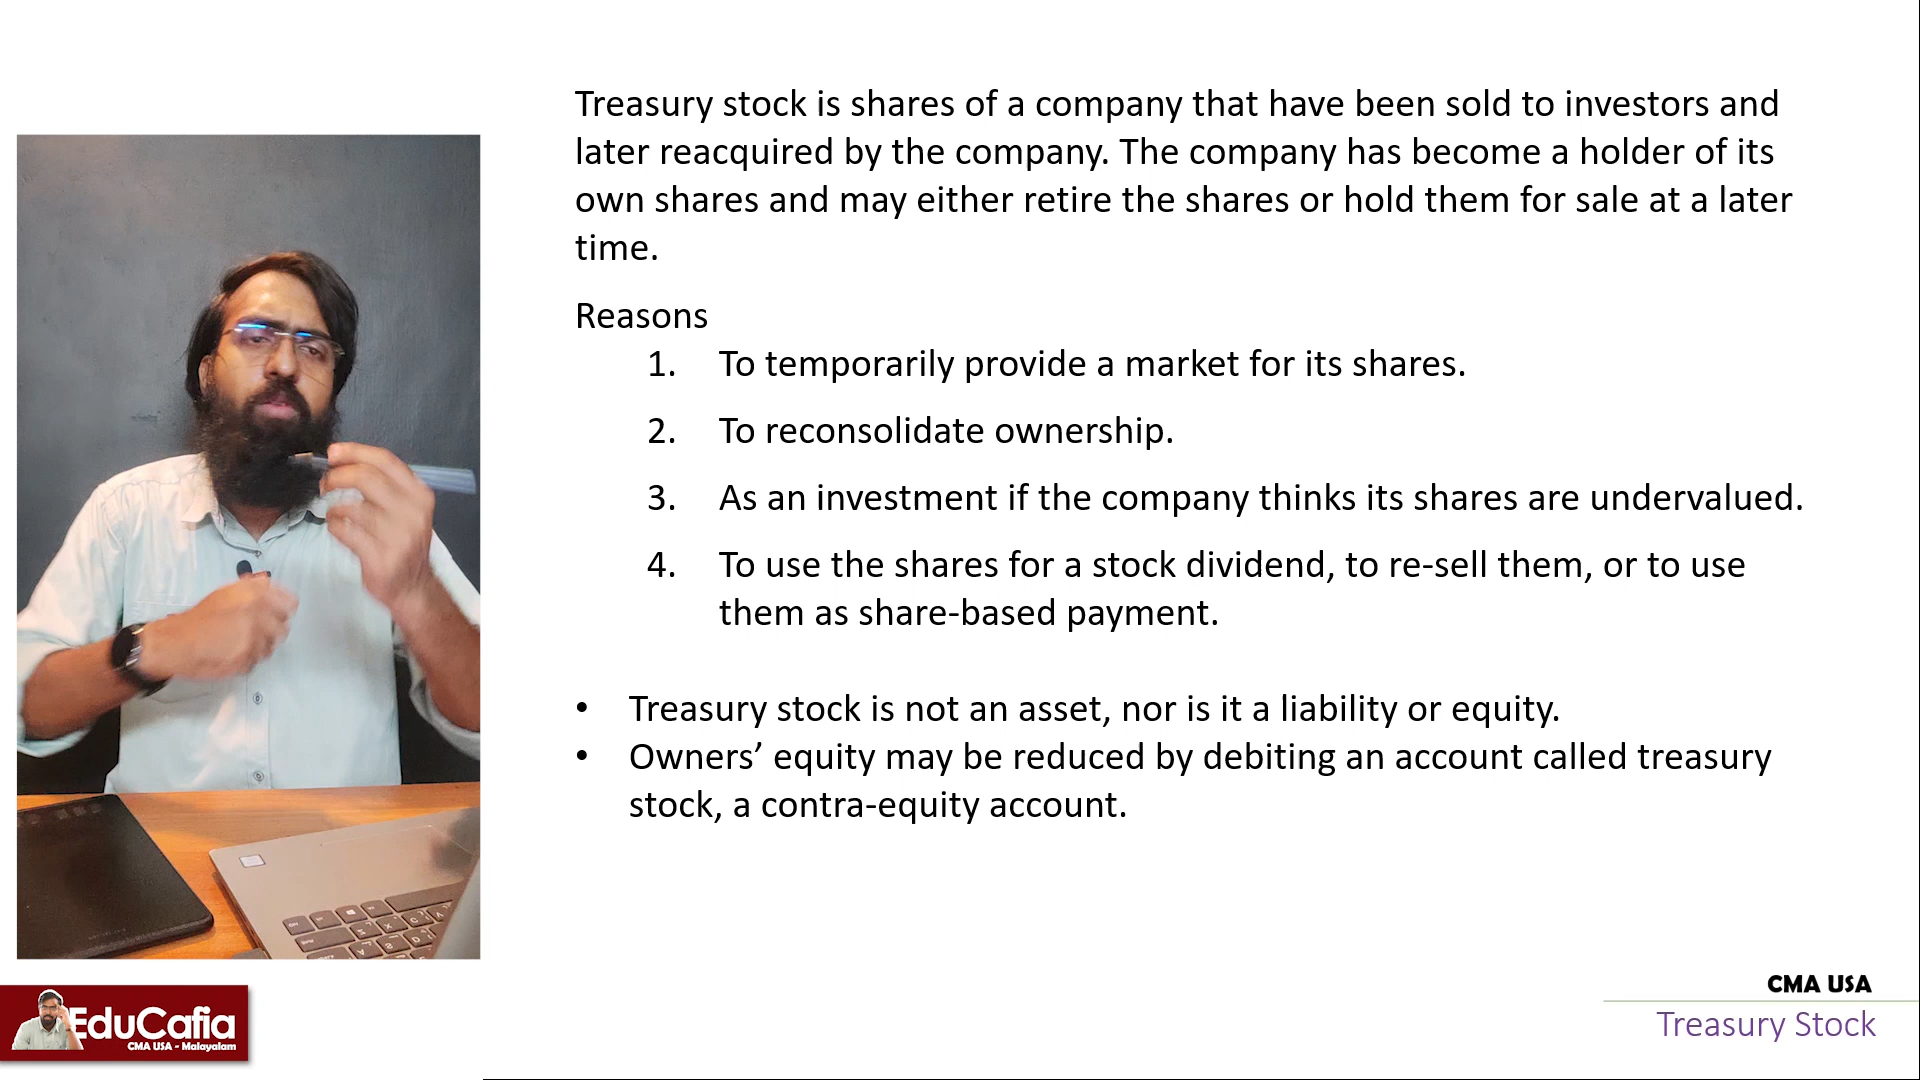 Treasury stock is shares of a company that have been sold to investors and
later reacquired by the company. The company has become a holder of its
own shares and may either retire the shares or hold them for sale at a later
time.
Reasons
1. To temporarily provide a market for its shares.
2. To reconsolidate ownership.
3. As an investment if the company thinks its shares are undervalued.
4. To use the shares for a stock dividend, to re-sell them, or to use
them as share-based payment.
• Treasury stock is not an asset, nor is it a liability or equity.
• Owners’ equity may be reduced by debiting an account called treasury
stock, a contra-equity account.
EduCafia
CMA USA - Malayalam
CMA USA
Treasury Stock